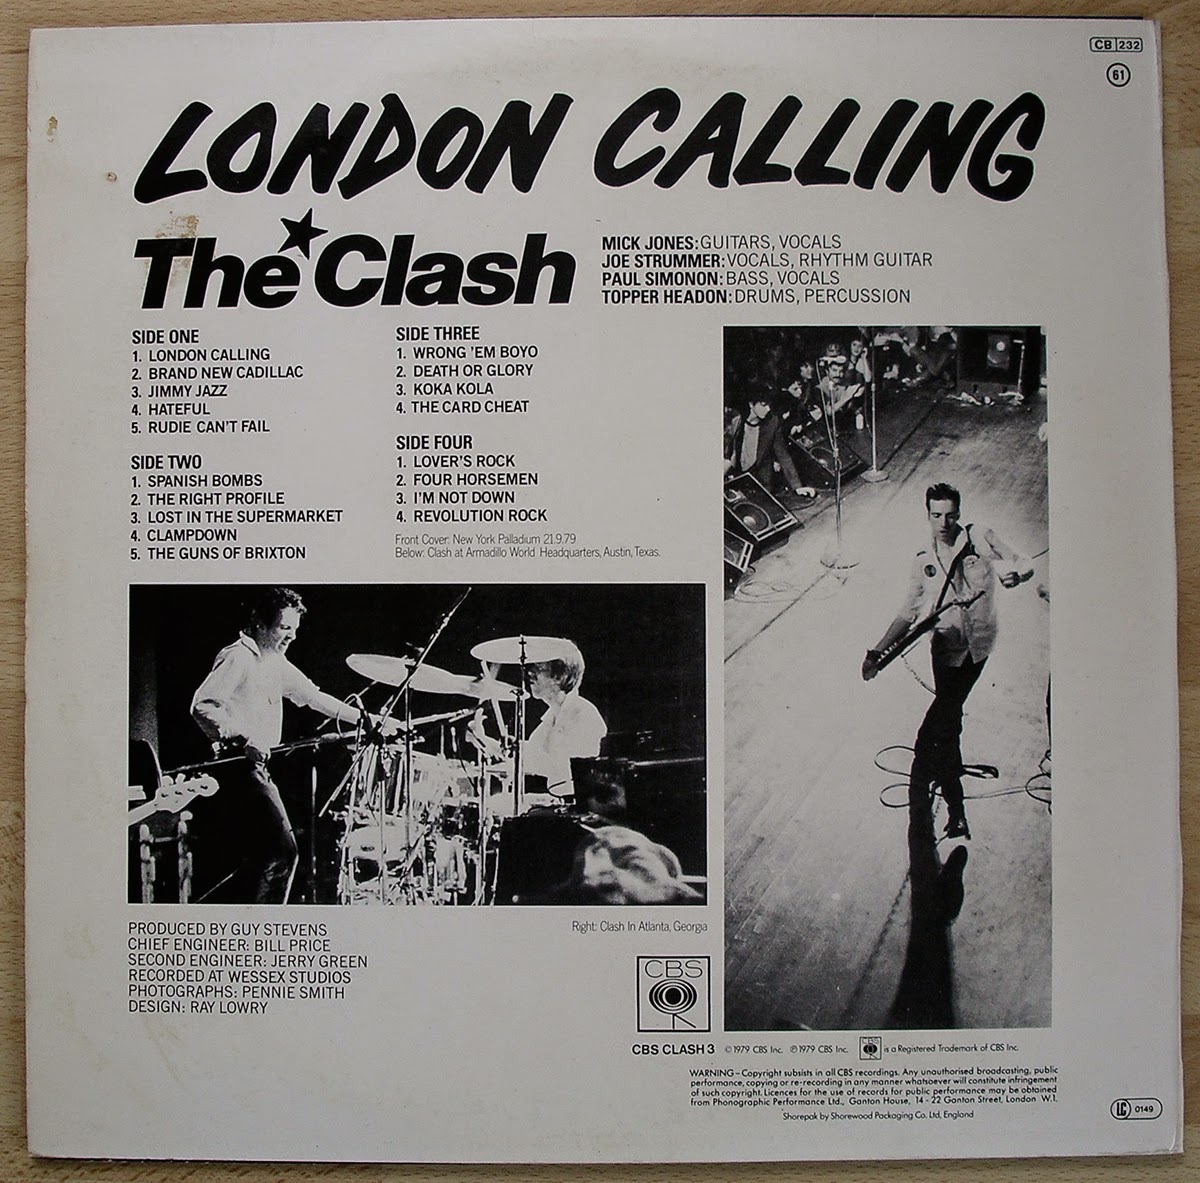 CB 232
61
LONDON CALLING
The Clash
MICK JONES: GUITARS, VOCALS
JOE STRUMMER: VOCALS, RHYTHM GUITAR
PAUL SIMONON: BASS, VOCALS
TOPPER HEADON: DRUMS, PERCUSSION
SIDE ONE
1. LONDON CALLING
2. BRAND NEW CADILLAC
3. JIMMY JAZZ
4. HATEFUL
5. RUDIE CAN'T FAIL
SIDE TWO
1. SPANISH BOMBS
2. THE RIGHT PROFILE
3. LOST IN THE SUPERMARKET
4. CLAMPDOWN
5. THE GUNS OF BRIXTON
SIDE THREE
1. WRONG 'EM BOYO
2. DEATH OR GLORY
3. KOKA KOLA
4. THE CARD CHEAT
SIDE FOUR
1. LOVER'S ROCK
2. FOUR HORSEMEN
3. I'M NOT DOWN
4. REVOLUTION ROCK
Front Cover: New York Palladium 21.9.79
Below: Clash at Armadillo World Headquarters, Austin, Texas.
PRODUCED BY GUY STEVENS
CHIEF ENGINEER: BILL PRICE
SECOND ENGINEER: JERRY GREEN
RECORDED AT WESSEX STUDIOS
PHOTOGRAPHS: PENNIE SMITH
DESIGN: RAY LOWRY
Right: Clash In Atlanta, Georgia
CBS
CBS CLASH 3 © 1979 CBS Inc. ℗ 1979 CBS Inc. CBS is a Registered Trademark of CBS Inc.
WARNING – Copyright subsists in all CBS recordings. Any unauthorised broadcasting, public
performance, copying or re-recording in any manner whatsoever will constitute infringement
of such copyright. Licences for the use of records for public performance may be obtained
from Phonographic Performance Ltd., Ganton House, 14 - 22 Ganton Street, London W.1.
Shorepak by Shorewood Packaging Co. Ltd, England
LC 0149